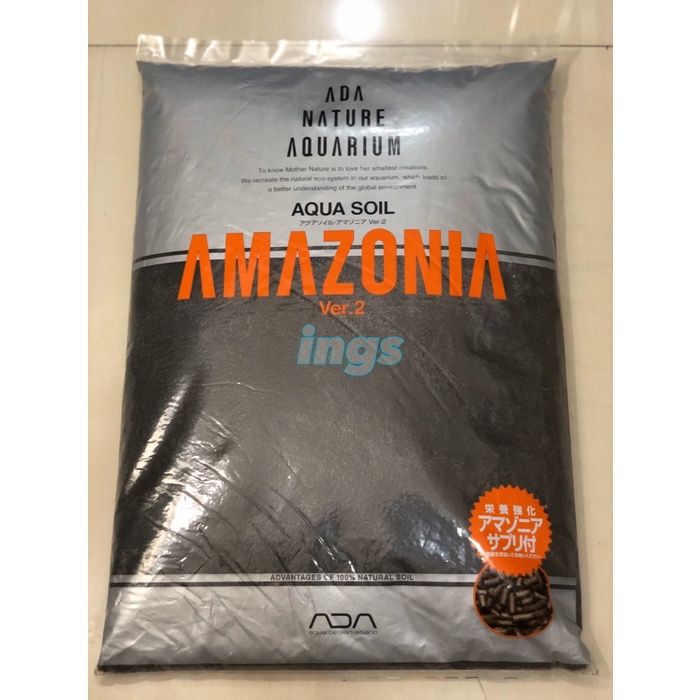 ADA
NATURE
AQUARIUM
To know Mother Nature is to love her smallest creations.
We recreate the natural eco-system in our aquarium, which leads to
a better understanding of the global environment.
AQUA SOIL
アクアソイル-アマゾニア Ver.2
AMAZONIA
Ver.2
ings
栄養強化
アマゾニア
サプリ付
ADVANTAGES OF 100% NATURAL SOIL
ADA
AQUA DESIGN AMANO